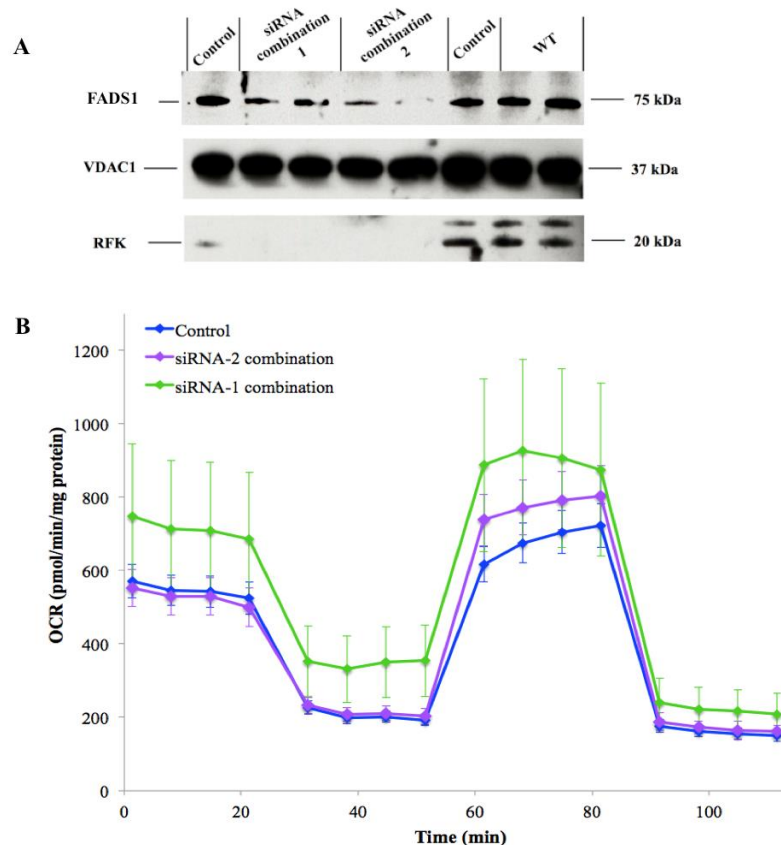 A
Control
siRNA
combination
1
siRNA
combination
2
Control
WT
FADS1
75 kDa
VDAC1
37 kDa
RFK
20 kDa
B
Control
siRNA-2 combination
siRNA-1 combination
OCR (pmol/min/mg protein)
1200
1000
800
600
400
200
0
0 20 40 60 80 100
Time (min)